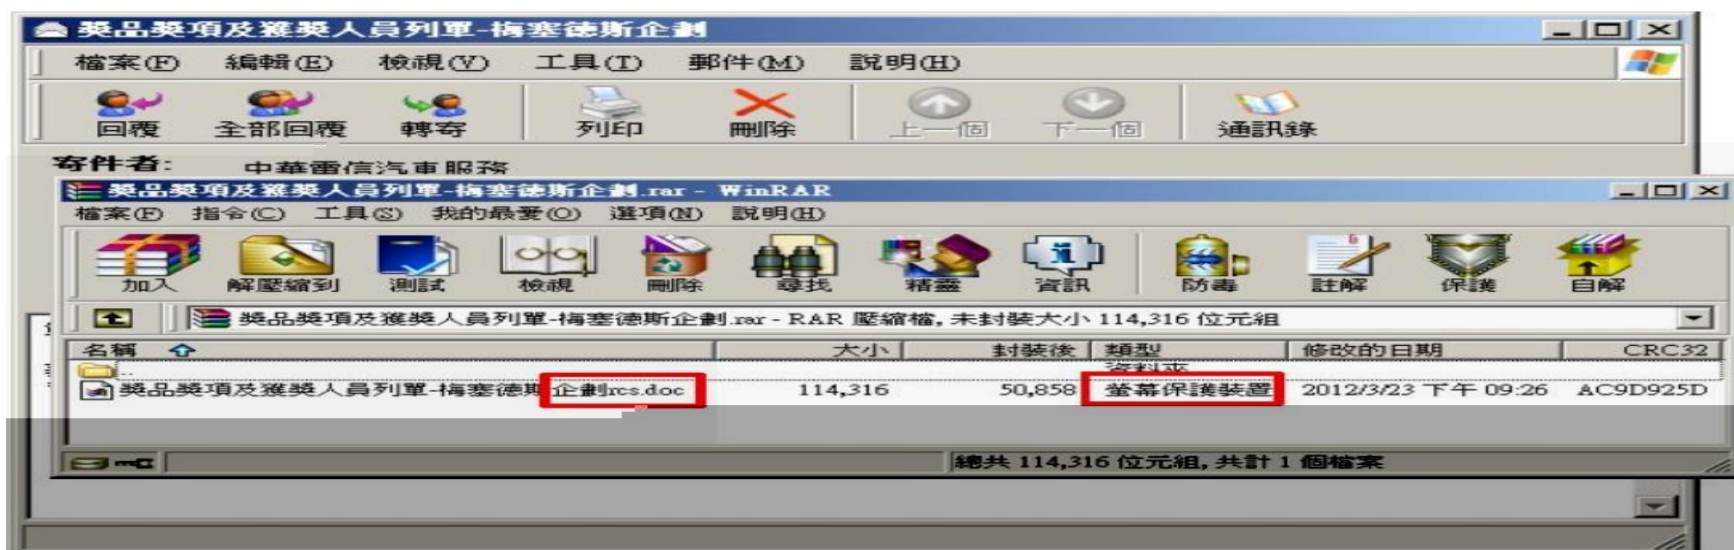 獎品獎項及獲獎人員列單-梅塞德斯企劃
檔案(F) 編輯(E) 檢視(V) 工具(T) 郵件(M) 說明(H)
回覆 全部回覆 轉寄 列印 刪除 上一個 下一個 通訊錄
寄件者: 中華電信汽車服務
獎品獎項及獲獎人員列單-梅塞德斯企劃.rar - WinRAR
檔案(F) 指令(C) 工具(S) 我的最愛(O) 選項(N) 說明(H)
加入 解壓縮到 測試 檢視 刪除 尋找 精靈 資訊 防毒 註解 保護 自解
獎品獎項及獲獎人員列單-梅塞德斯企劃.rar - RAR 壓縮檔, 未封裝大小 114,316 位元組
名稱 大小 封裝後 類型 修改的日期 CRC32
.. 資料夾
獎品獎項及獲獎人員列單-梅塞德斯企劃rcs.doc 114,316 50,858 螢幕保護裝置 2012/3/23 下午 09:26 AC9D925D
總共 114,316 位元組, 共計 1 個檔案